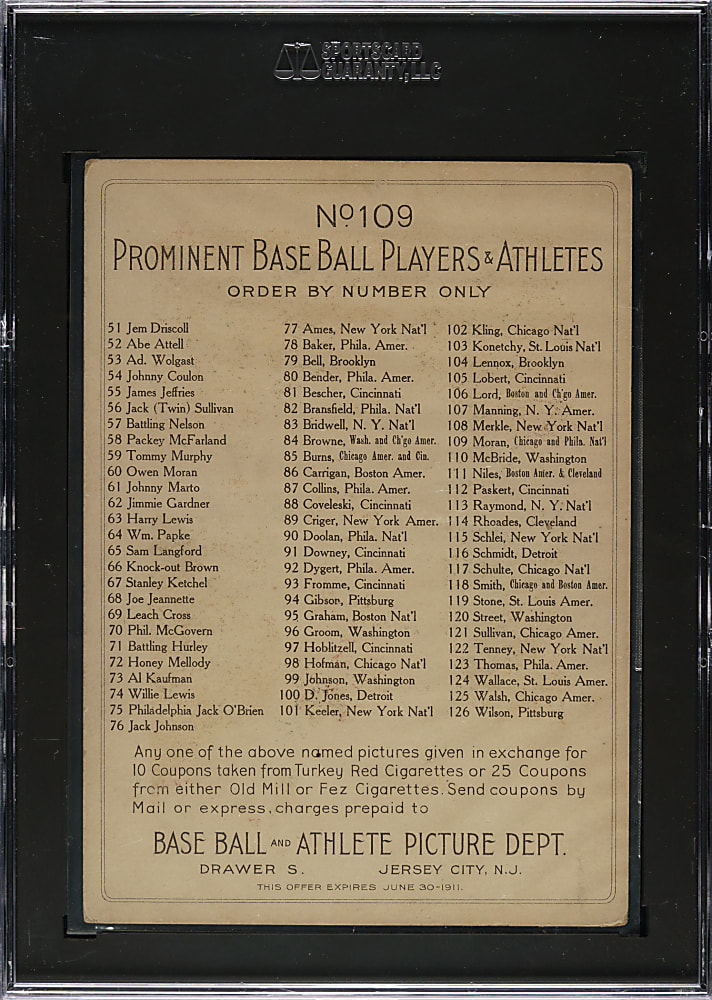 SPORTSCARD
GUARANTY, LLC
Nº 109
PROMINENT BASE BALL PLAYERS & ATHLETES
ORDER BY NUMBER ONLY
51 Jem Driscoll
52 Abe Attell
53 Ad. Wolgast
54 Johnny Coulon
55 James Jeffries
56 Jack (Twin) Sullivan
57 Battling Nelson
58 Packey McFarland
59 Tommy Murphy
60 Owen Moran
61 Johnny Marto
62 Jimmie Gardner
63 Harry Lewis
64 Wm. Papke
65 Sam Langford
66 Knock-out Brown
67 Stanley Ketchel
68 Joe Jeannette
69 Leach Cross
70 Phil. McGovern
71 Battling Hurley
72 Honey Mellody
73 Al Kaufman
74 Willie Lewis
75 Philadelphia Jack O'Brien
76 Jack Johnson
77 Ames, New York Nat'l
78 Baker, Phila. Amer.
79 Bell, Brooklyn
80 Bender, Phila. Amer.
81 Bescher, Cincinnati
82 Bransfield, Phila. Nat'l
83 Bridwell, N. Y. Nat'l
84 Browne, Wash. and Ch'go Amer.
85 Burns, Chicago Amer. and Cin.
86 Carrigan, Boston Amer.
87 Collins, Phila. Amer.
88 Coveleski, Cincinnati
89 Criger, New York Amer.
90 Doolan, Phila. Nat'l
91 Downey, Cincinnati
92 Dygert, Phila. Amer.
93 Fromme, Cincinnati
94 Gibson, Pittsburg
95 Graham, Boston Nat'l
96 Groom, Washington
97 Hoblitzell, Cincinnati
98 Hofman, Chicago Nat'l
99 Johnson, Washington
100 D. Jones, Detroit
101 Keeler, New York Nat'l
102 Kling, Chicago Nat'l
103 Konetchy, St. Louis Nat'l
104 Lennox, Brooklyn
105 Lobert, Cincinnati
106 Lord, Boston and Ch'go Amer.
107 Manning, N. Y. Amer.
108 Merkle, New York Nat'l
109 Moran, Chicago and Phila. Nat'l
110 McBride, Washington
111 Niles, Boston Amer. & Cleveland
112 Paskert, Cincinnati
113 Raymond, N. Y. Nat'l
114 Rhoades, Cleveland
115 Schlei, New York Nat'l
116 Schmidt, Detroit
117 Schulte, Chicago Nat'l
118 Smith, Chicago and Boston Amer.
119 Stone, St. Louis Amer.
120 Street, Washington
121 Sullivan, Chicago Amer.
122 Tenney, New York Nat'l
123 Thomas, Phila. Amer.
124 Wallace, St. Louis Amer.
125 Walsh, Chicago Amer.
126 Wilson, Pittsburg
Any one of the above named pictures given in exchange for
10 Coupons taken from Turkey Red Cigarettes or 25 Coupons
from either Old Mill or Fez Cigarettes. Send coupons by
Mail or express, charges prepaid to
BASE BALL AND ATHLETE PICTURE DEPT.
DRAWER S. JERSEY CITY, N.J.
THIS OFFER EXPIRES JUNE 30-1911.